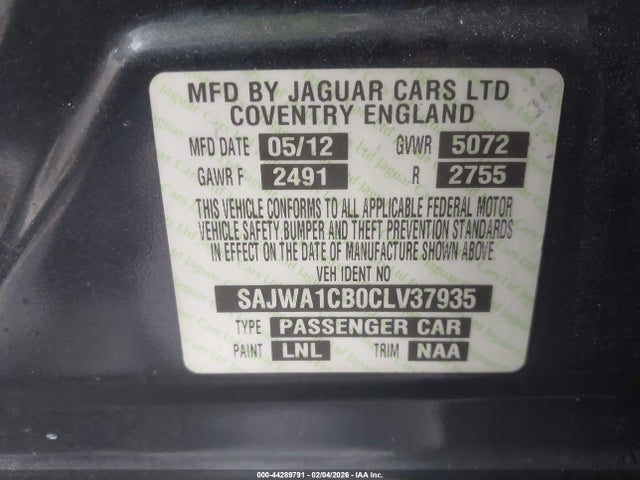 MFD BY JAGUAR CARS LTD
COVENTRY ENGLAND
MFD DATE 05/12 GVWR 5072
GAWR F 2491 R 2755
THIS VEHICLE CONFORMS TO ALL APPLICABLE FEDERAL MOTOR
VEHICLE SAFETY, BUMPER AND THEFT PREVENTION STANDARDS
IN EFFECT ON THE DATE OF MANUFACTURE SHOWN ABOVE
VEH IDENT NO
SAJWA1CB0CLV37935
TYPE PASSENGER CAR
PAINT LNL TRIM NAA
000-44289791 - 02/04/2026 - IAA Inc.